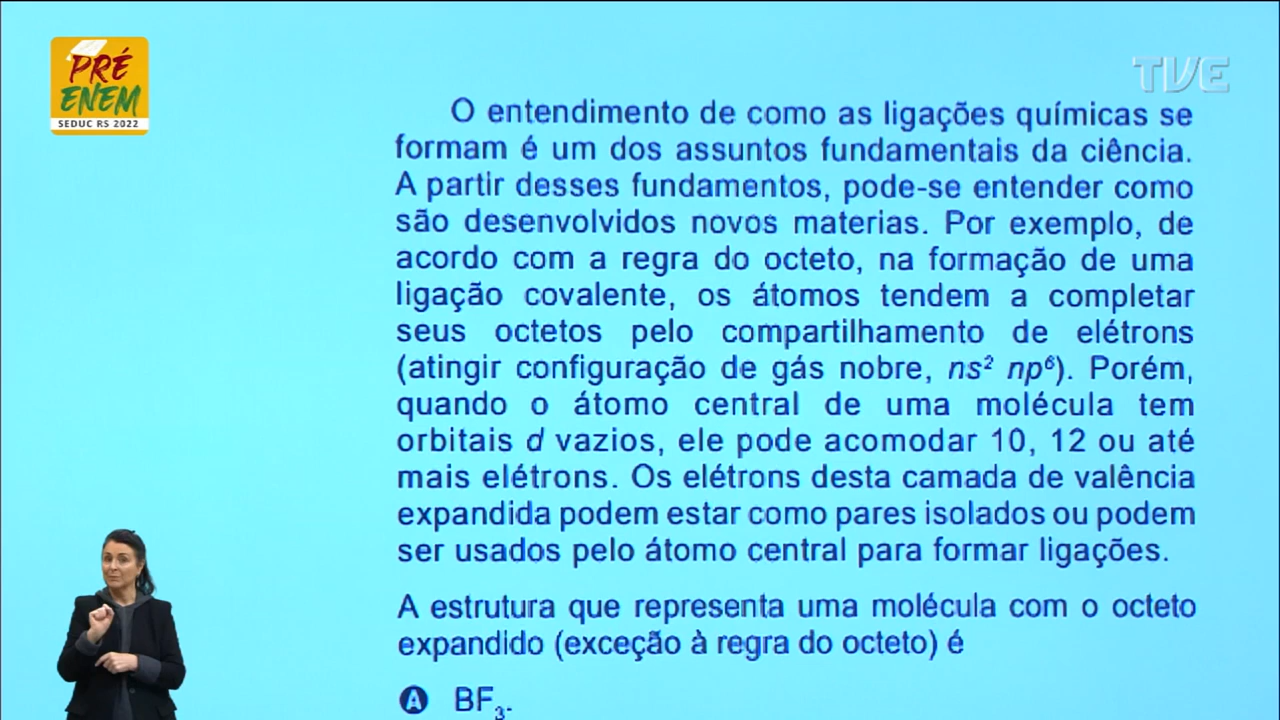 PRÉ
ENEM
SEDUC RS 2022
TVE
O entendimento de como as ligações químicas se
formam é um dos assuntos fundamentais da ciência.
A partir desses fundamentos, pode-se entender como
são desenvolvidos novos materias. Por exemplo, de
acordo com a regra do octeto, na formação de uma
ligação covalente, os átomos tendem a completar
seus octetos pelo compartilhamento de elétrons
(atingir configuração de gás nobre, ns² np⁶). Porém,
quando o átomo central de uma molécula tem
orbitais d vazios, ele pode acomodar 10, 12 ou até
mais elétrons. Os elétrons desta camada de valência
expandida podem estar como pares isolados ou podem
ser usados pelo átomo central para formar ligações.
A estrutura que representa uma molécula com o octeto
expandido (exceção à regra do octeto) é
A BF₃.